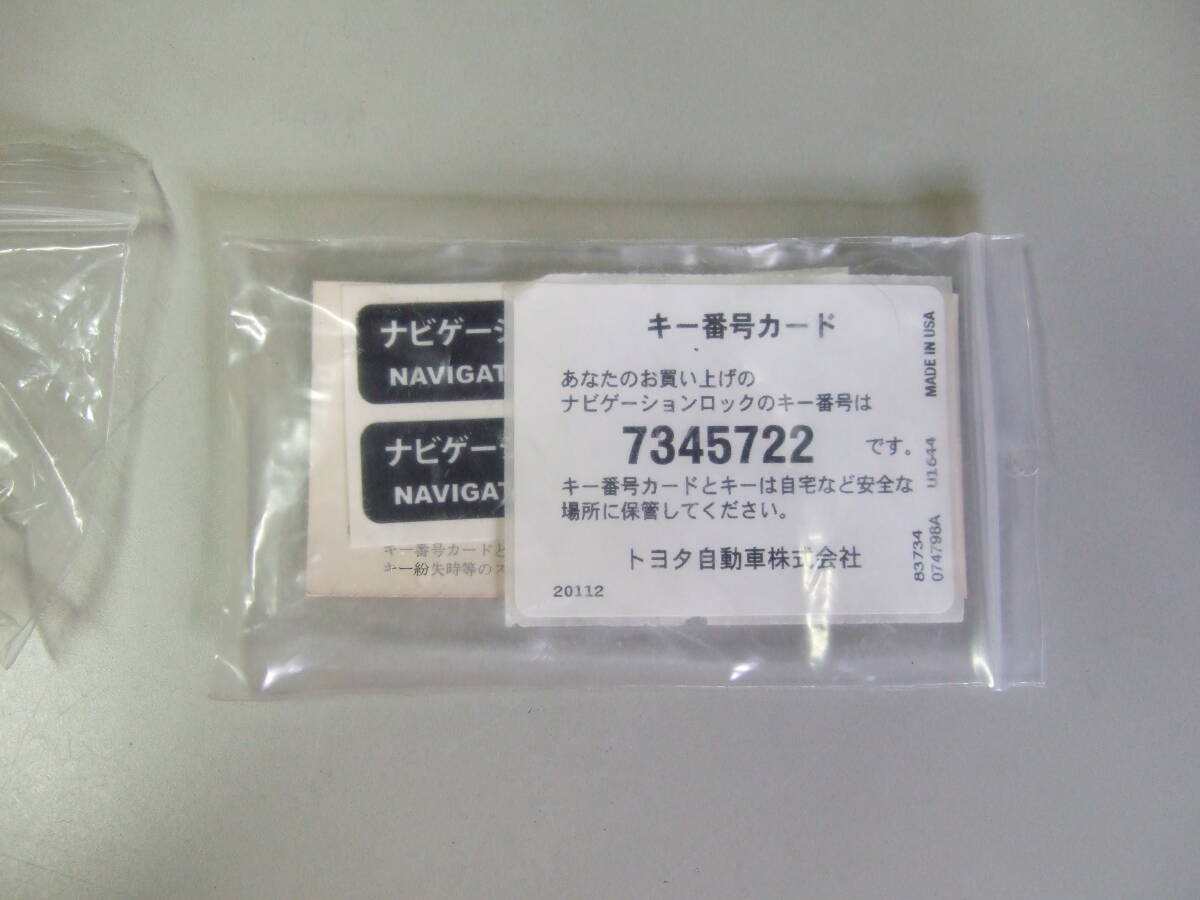 ナビゲーシ
NAVIGAT
ナビゲー
NAVIGAT
キー番号カードと
キー紛失時等のス
キー番号カード
あなたのお買い上げの
ナビゲーションロックのキー番号は
7345722 です。
キー番号カードとキーは自宅など安全な
場所に保管してください。
トヨタ自動車株式会社
20112
83734
074798A U1644 MADE IN USA